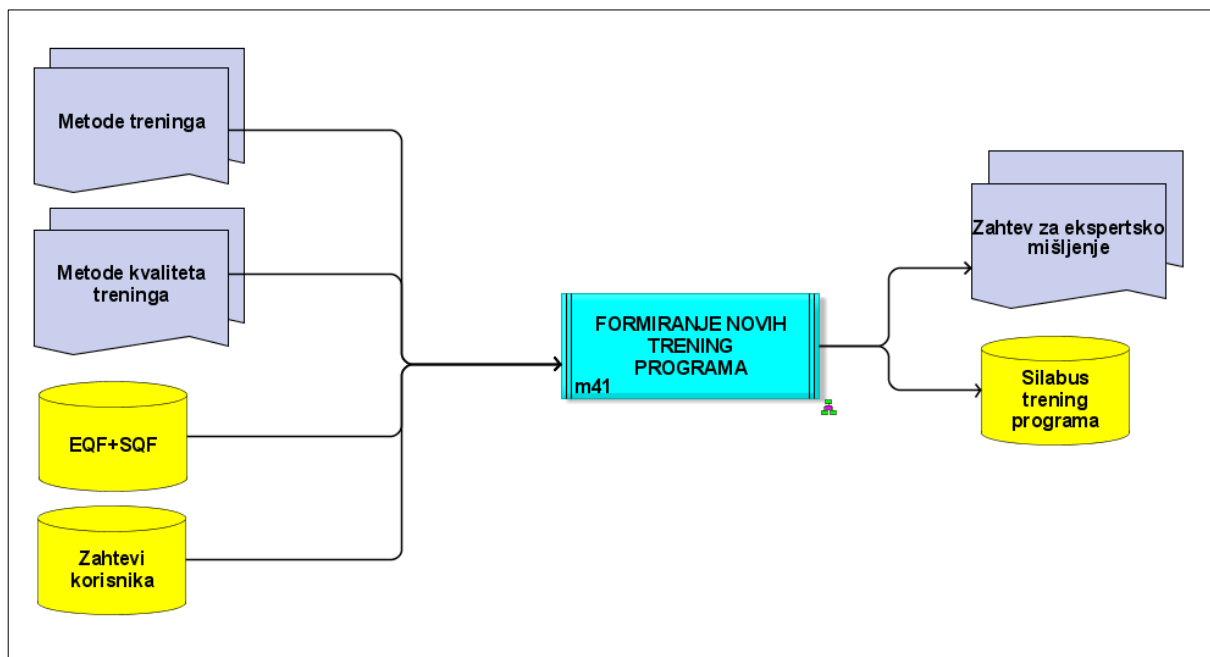 Metode treninga
Metode kvaliteta
treninga
EQF+SQF
Zahtevi
korisnika
FORMIRANJE NOVIH
TRENING
PROGRAMA
m41
Zahtev za ekspertsko
mišljenje
Silabus
trening
programa